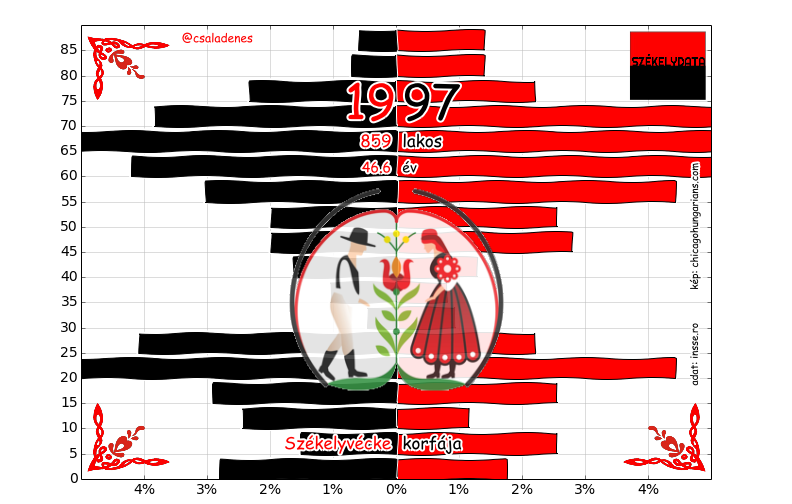 @csaladenes
SZÉKELYDATA
1997
859 lakos
46.6 év
kép: chicagohungarians.com
adat: insse.ro
Székelyvécke korfája
85
80
75
70
65
60
55
50
45
40
35
30
25
20
15
10
5
0
4% 3% 2% 1% 0% 1% 2% 3% 4%